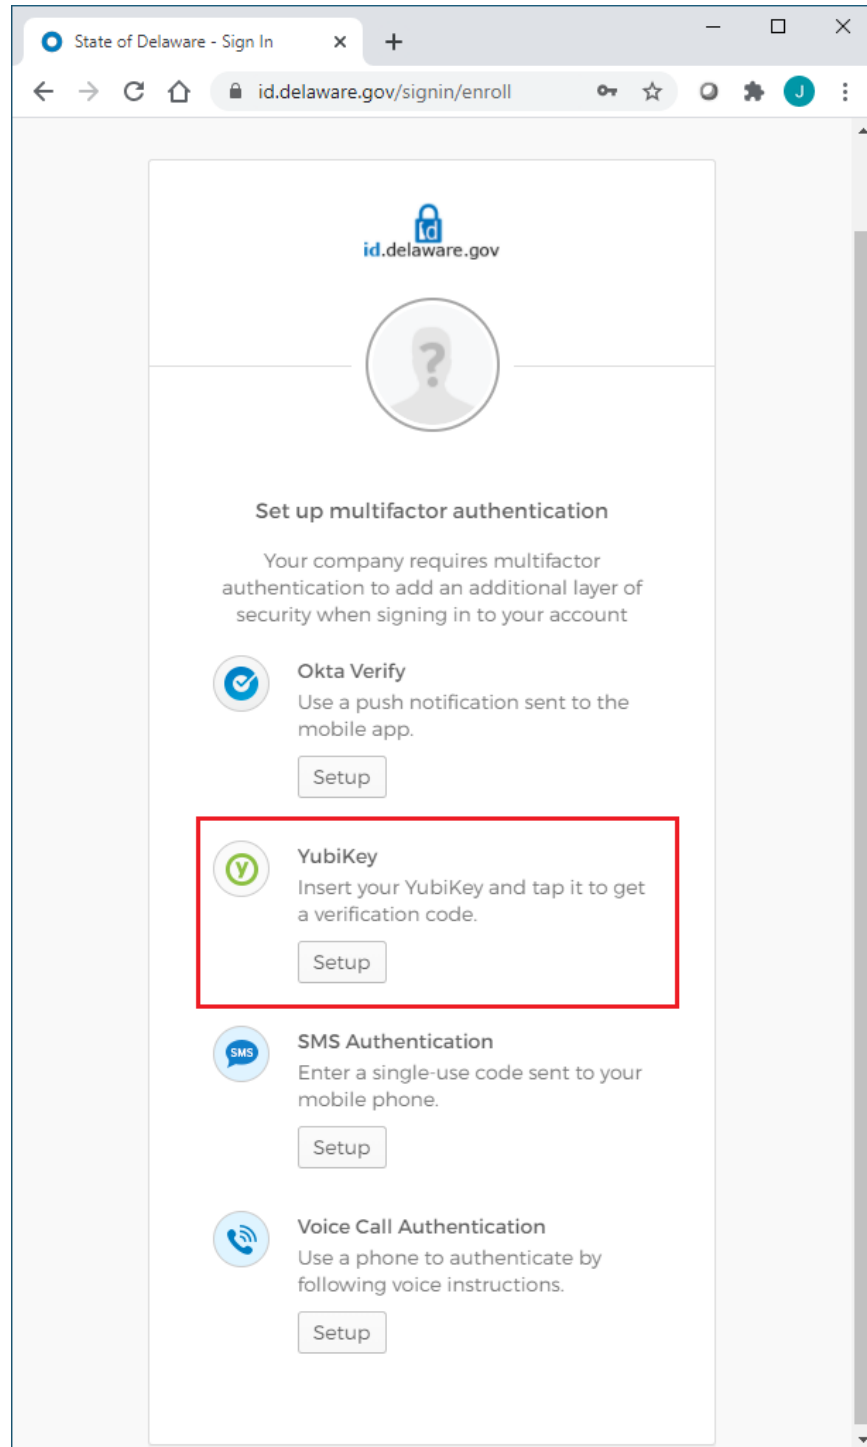 State of Delaware - Sign In
id.delaware.gov/signin/enroll
J
id
id.delaware.gov
?
Set up multifactor authentication
Your company requires multifactor
authentication to add an additional layer of
security when signing in to your account
Okta Verify
Use a push notification sent to the
mobile app.
Setup
y
YubiKey
Insert your YubiKey and tap it to get
a verification code.
Setup
SMS
SMS Authentication
Enter a single-use code sent to your
mobile phone.
Setup
Voice Call Authentication
Use a phone to authenticate by
following voice instructions.
Setup